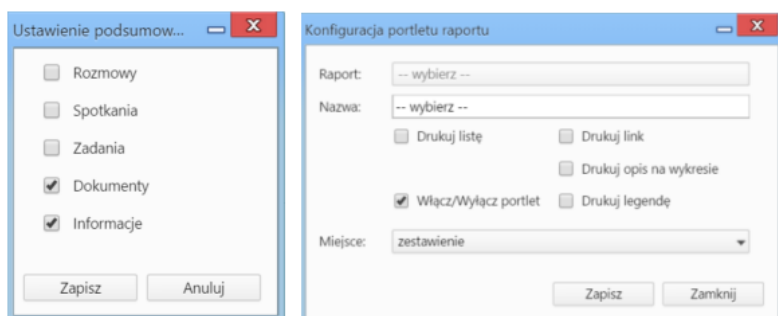 Ustawienie podsumow...
Rozmowy
Spotkania
Zadania
Dokumenty
Informacje
Zapisz Anuluj
Konfiguracja portletu raportu
Raport: -- wybierz --
Nazwa: -- wybierz --
Drukuj listę Drukuj link
Drukuj opis na wykresie
Włącz/Wyłącz portlet Drukuj legendę
Miejsce: zestawienie
Zapisz Zamknij